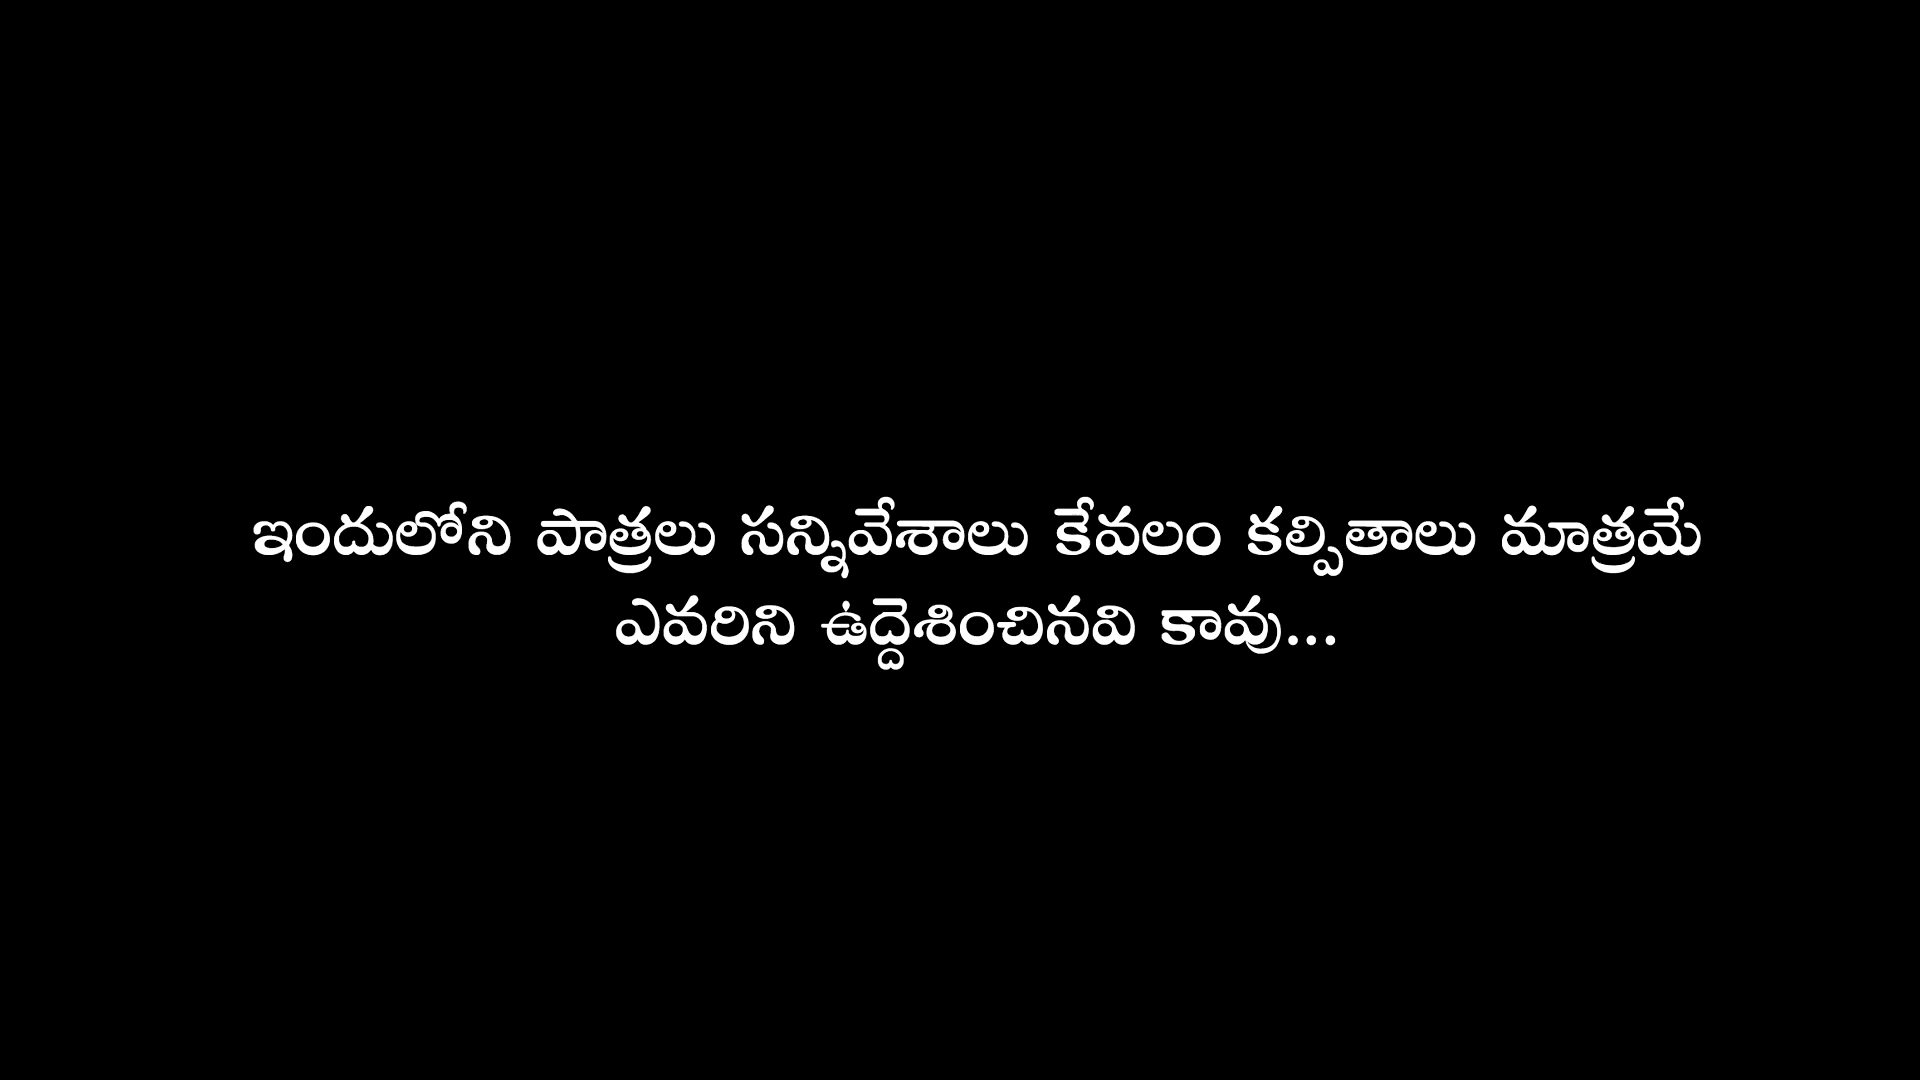 ఇందులోని పాత్రలు సన్నివేశాలు కేవలం కల్పితాలు మాత్రమే
ఎవరిని ఉద్దెశించినవి కావు...